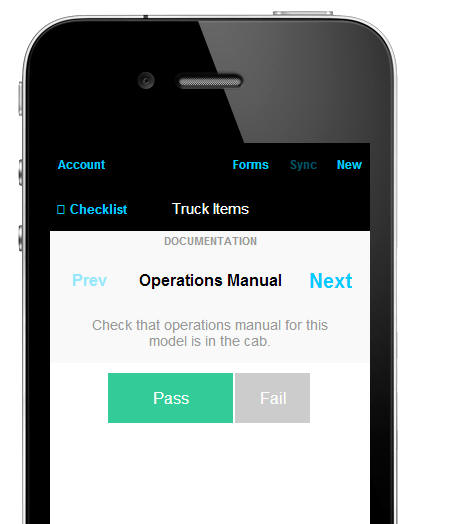 Account Forms Sync New
Checklist Truck Items
DOCUMENTATION
Prev Operations Manual Next
Check that operations manual for this
model is in the cab.
Pass Fail